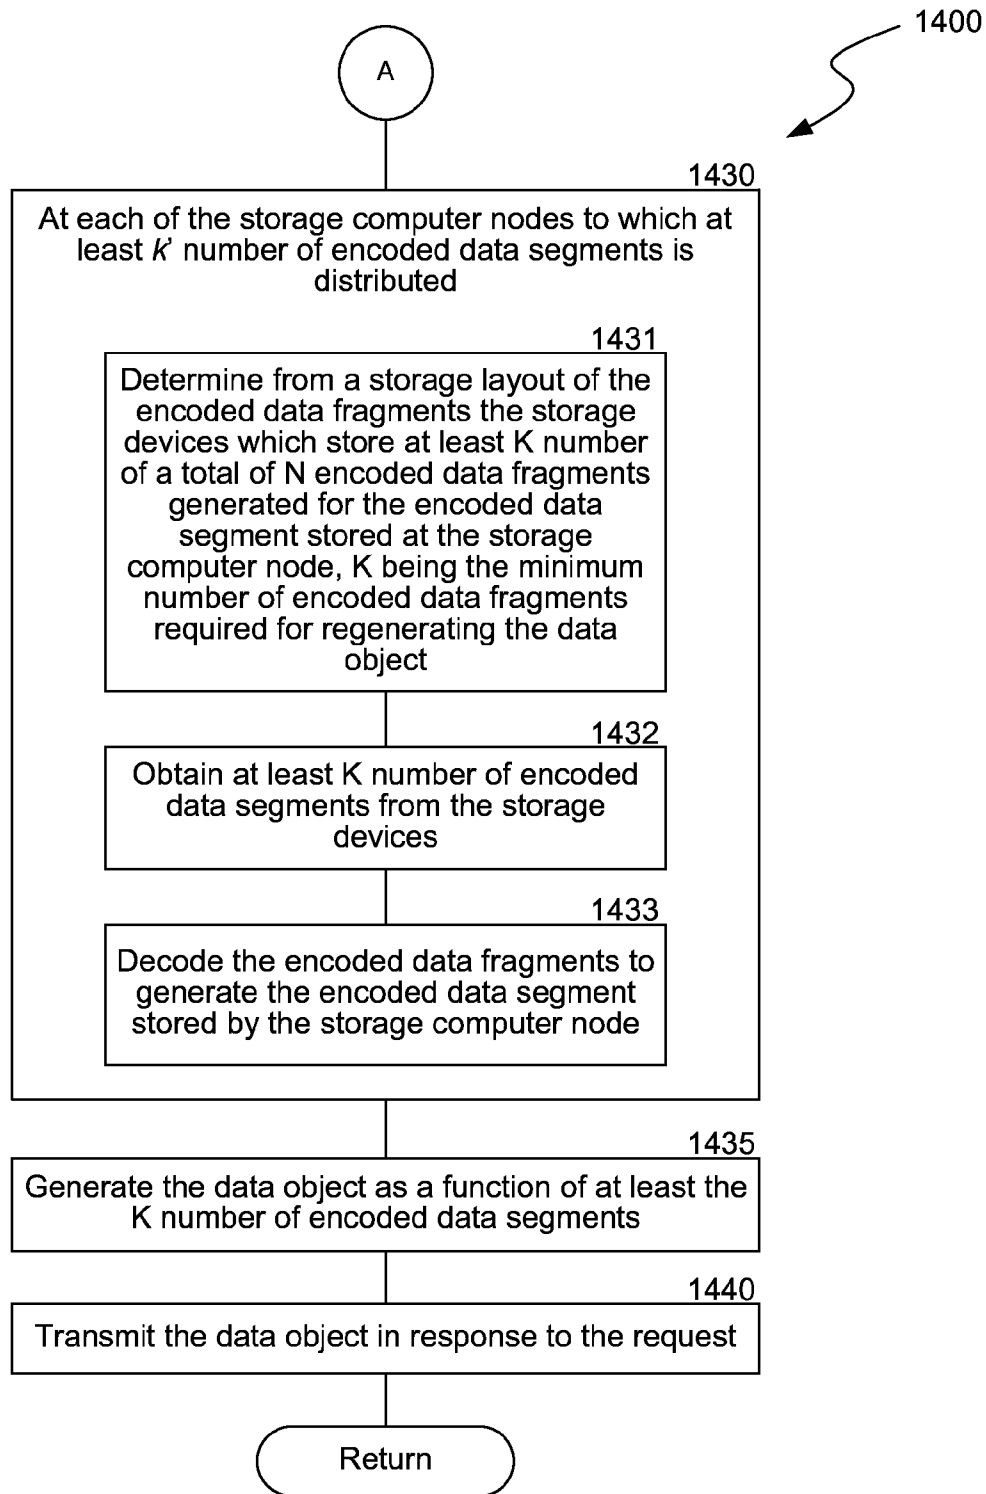 1400
A
1430
At each of the storage computer nodes to which at
least k' number of encoded data segments is
distributed
1431
Determine from a storage layout of the
encoded data fragments the storage
devices which store at least K number
of a total of N encoded data fragments
generated for the encoded data
segment stored at the storage
computer node, K being the minimum
number of encoded data fragments
required for regenerating the data
object
1432
Obtain at least K number of encoded
data segments from the storage
devices
1433
Decode the encoded data fragments to
generate the encoded data segment
stored by the storage computer node
1435
Generate the data object as a function of at least the
K number of encoded data segments
1440
Transmit the data object in response to the request
Return